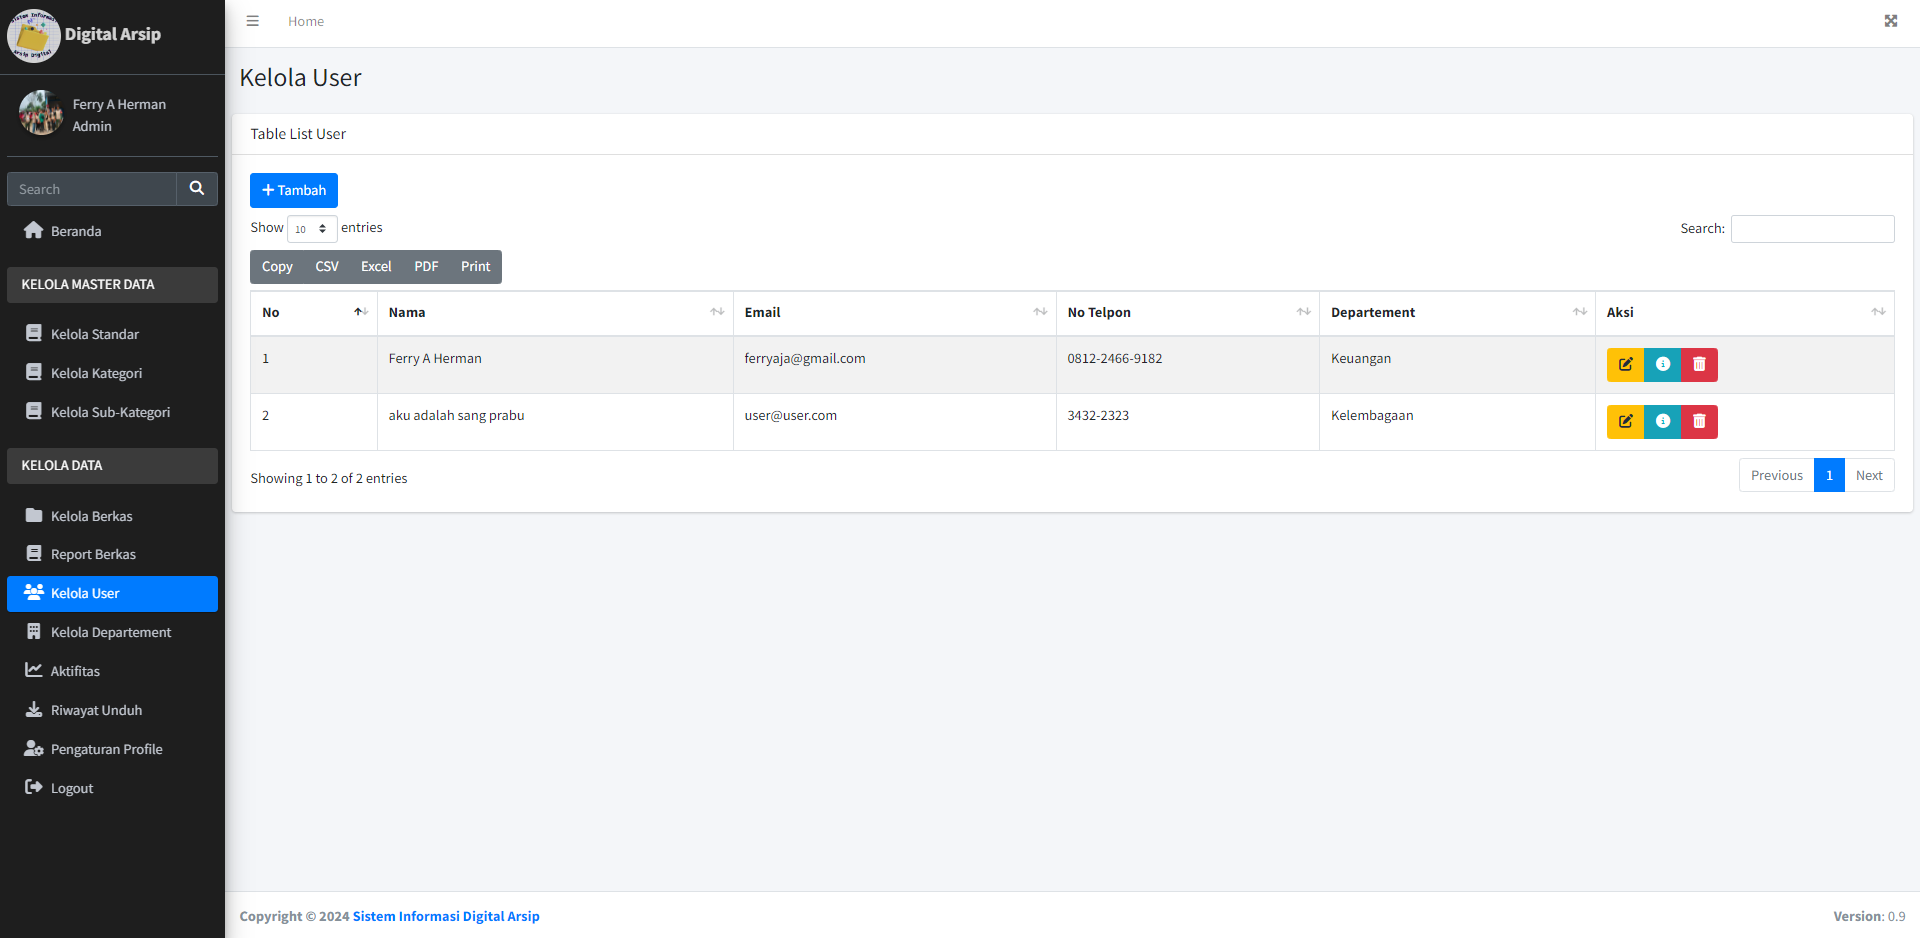 Sistem Informasi
Arsip Digital
Digital Arsip
Home
Ferry A Herman
Admin
Search
Beranda
KELOLA MASTER DATA
Kelola Standar
Kelola Kategori
Kelola Sub-Kategori
KELOLA DATA
Kelola Berkas
Report Berkas
Kelola User
Kelola Departement
Aktifitas
Riwayat Unduh
Pengaturan Profile
Logout
Kelola User
Table List User
Tambah
Show 10 entries
Search:
Copy CSV Excel PDF Print
No Nama Email No Telpon Departement Aksi
1 Ferry A Herman ferryaja@gmail.com 0812-2466-9182 Keuangan
2 aku adalah sang prabu user@user.com 3432-2323 Kelembagaan
Showing 1 to 2 of 2 entries
Previous 1 Next
Copyright © 2024 Sistem Informasi Digital Arsip
Version: 0.9